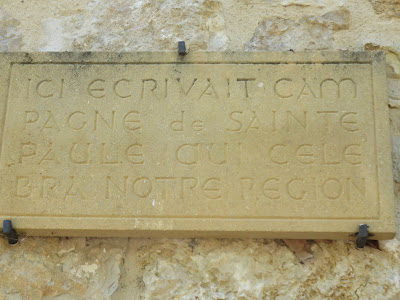 ICI ECRIVAIT CAM
PAGNE de SAINTE
PAULE QUI CELE
BRA NOTRE REGION